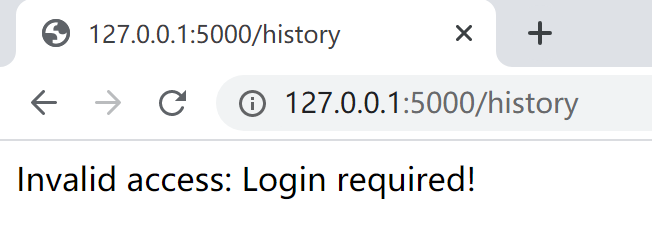 127.0.0.1:5000/history
127.0.0.1:5000/history
Invalid access: Login required!